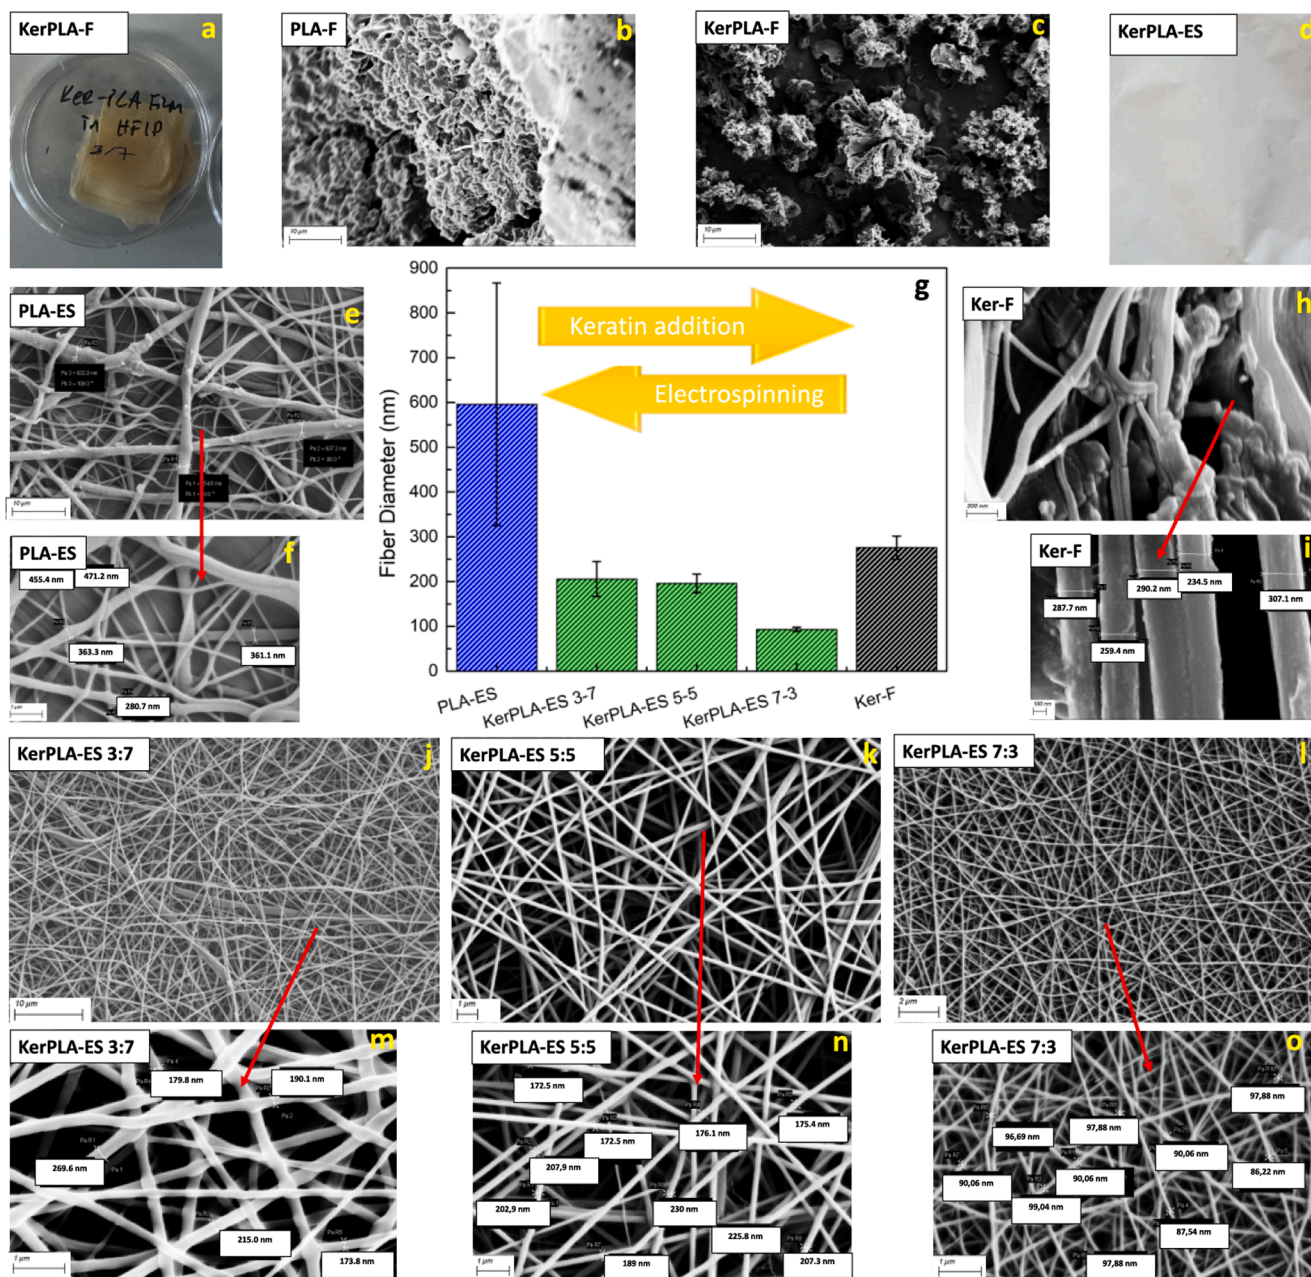 KerPLA-F
a
KER-PLA FILM
IN HFIP
3/7
PLA-F
b
10 µm
KerPLA-F
c
10 µm
KerPLA-ES
d
PLA-ES
e
10 µm
PLA-ES
f
455.4 nm
471.2 nm
363.3 nm
361.1 nm
280.7 nm
1 µm
g
Fiber Diameter (nm)
900
800
700
600
500
400
300
200
100
0
Keratin addition
Electrospinning
PLA-ES
KerPLA-ES 3-7
KerPLA-ES 5-5
KerPLA-ES 7-3
Ker-F
Ker-F
h
200 nm
Ker-F
i
287.7 nm
290.2 nm
234.5 nm
307.1 nm
259.4 nm
100 nm
KerPLA-ES 3:7
j
10 µm
KerPLA-ES 5:5
k
1 µm
KerPLA-ES 7:3
l
2 µm
KerPLA-ES 3:7
m
179.8 nm
190.1 nm
269.6 nm
215.0 nm
173.8 nm
1 µm
KerPLA-ES 5:5
n
172.5 nm
172.5 nm
176.1 nm
175.4 nm
207,9 nm
202,9 nm
230 nm
225.8 nm
189 nm
207.3 nm
1 µm
KerPLA-ES 7:3
o
97,88 nm
96,69 nm
97,88 nm
90,06 nm
86,22 nm
90,06 nm
90,06 nm
99,04 nm
87,54 nm
97,88 nm
1 µm